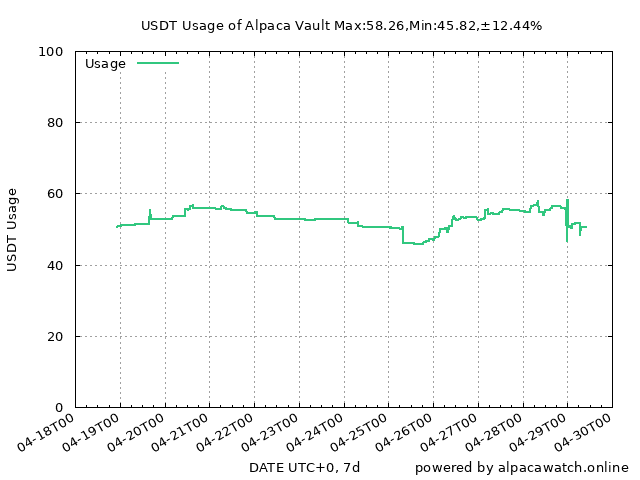 USDT Usage of Alpaca Vault Max:58.26,Min:45.82,±12.44%
100
Usage
80
60
USDT Usage
40
20
0
04-18T00
04-19T00
04-20T00
04-21T00
04-22T00
04-23T00
04-24T00
04-25T00
04-26T00
04-27T00
04-28T00
04-29T00
04-30T00
DATE UTC+0, 7d
powered by alpacawatch.online